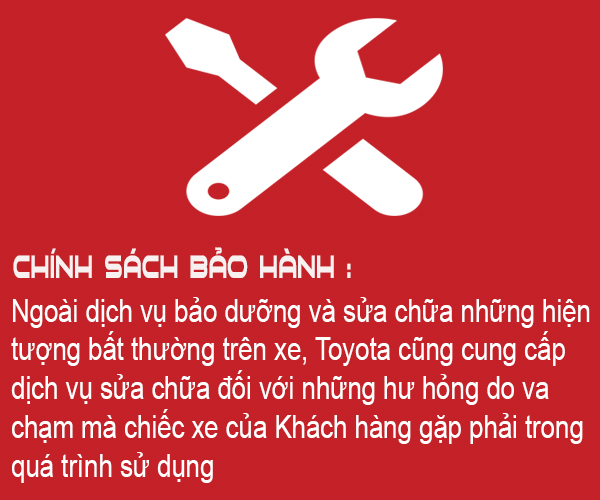 CHÍNH SÁCH BẢO HÀNH :
Ngoài dịch vụ bảo dưỡng và sửa chữa những hiện
tượng bất thường trên xe, Toyota cũng cung cấp
dịch vụ sửa chữa đối với những hư hỏng do va
chạm mà chiếc xe của Khách hàng gặp phải trong
quá trình sử dụng